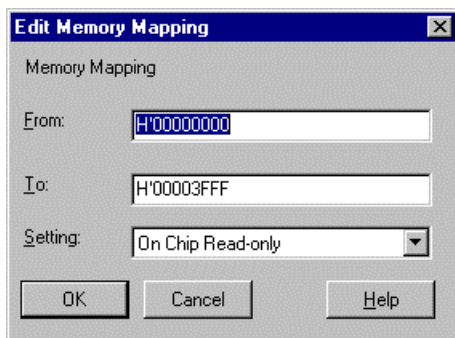 Edit Memory Mapping
Memory Mapping
From: H'00000000
To: H'00003FFF
Setting: On Chip Read-only
OK Cancel Help